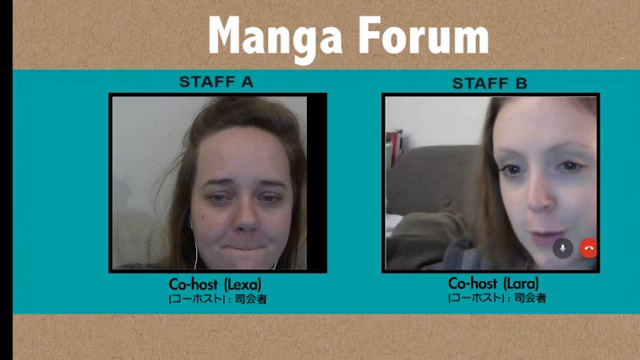 Manga Forum
STAFF A
STAFF B
Co-host (Lexa)
[コーホスト] : 司会者
Co-host (Lara)
[コーホスト] : 司会者